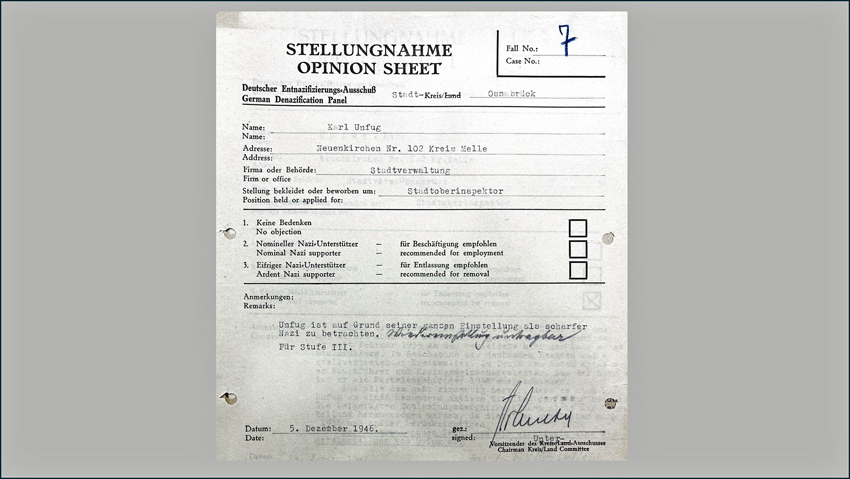 STELLUNGNAHME
OPINION SHEET
Fall No.: 7
Case No.:
Deutscher Entnazifizierungs-Ausschuß
German Denazification Panel
Stadt-Kreis/Land Osnabrück
Name: Karl Unfug
Name:
Adresse: Neuenkirchen Nr. 102 Kreis Melle
Address:
Firma oder Behörde: Stadtverwaltung
Firm or office
Stellung bekleidet oder beworben um: Stadtoberinspektor
Position held or applied for:
1. Keine Bedenken
No objection
2. Nomineller Nazi-Unterstützer — für Beschäftigung empfohlen
Nominal Nazi supporter — recommended for employment
3. Eifriger Nazi-Unterstützer — für Entlassung empfohlen
Ardent Nazi supporter — recommended for removal
Anmerkungen:
Remarks:
Unfug ist auf Grund seiner ganzen Einstellung als scharfer
Nazi zu betrachten. Wiedereinstellung untragbar
Für Stufe III.
Datum: 5. Dezember 1946.
Date:
gez.:
signed: Unter-
Vorsitzender des Kreis/Land-Ausschusses
Chairman Kreis/Land Committee